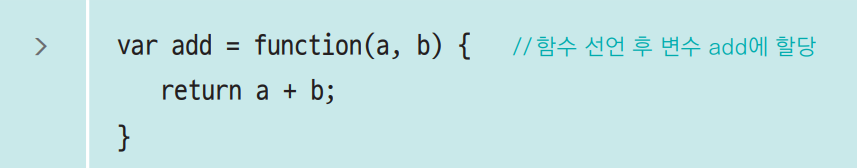 > var add = function(a, b) { //함수 선언 후 변수 add에 할당
return a + b;
}